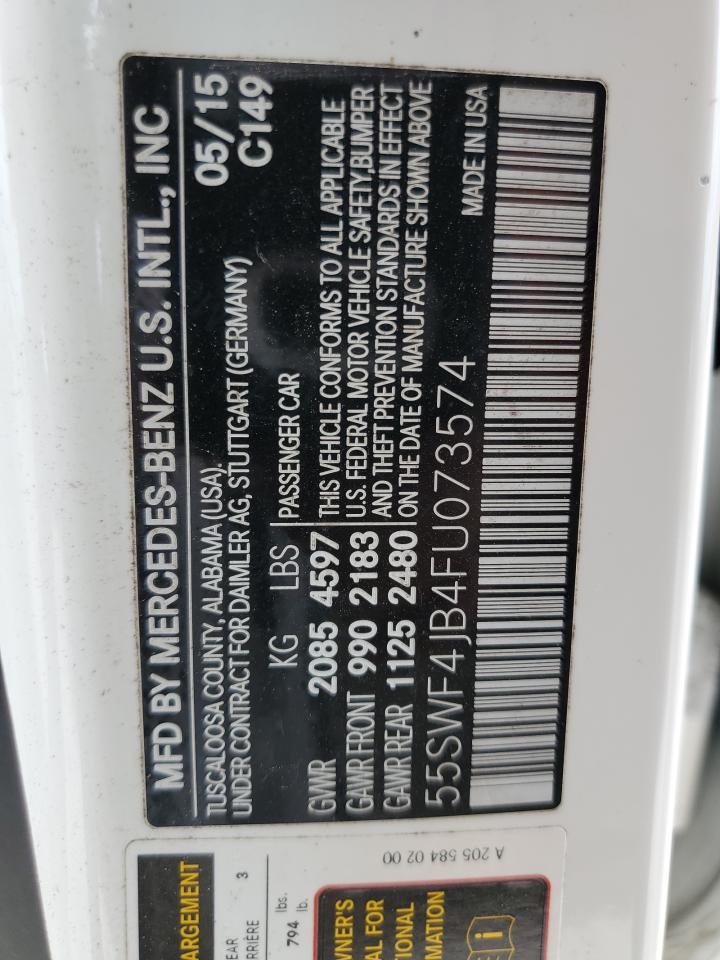 MFD BY MERCEDES-BENZ U.S. INTL., INC
TUSCALOOSA COUNTY, ALABAMA (USA). 05/15
UNDER CONTRACT FOR DAIMLER AG, STUTTGART (GERMANY) C149
KG LBS PASSENGER CAR
GVWR 2085 4597 THIS VEHICLE CONFORMS TO ALL APPLICABLE
GAWR FRONT 990 2183 U.S. FEDERAL MOTOR VEHICLE SAFETY,BUMPER
GAWR REAR 1125 2480 AND THEFT PREVENTION STANDARDS IN EFFECT
ON THE DATE OF MANUFACTURE SHOWN ABOVE
55SWF4JB4FU073574 MADE IN USA
ARGEMENT
EAR 3
RRIÈRE
794 lbs.
lb.
WNER'S
AL FOR
TIONAL
MATION
i
A 205 584 02 00